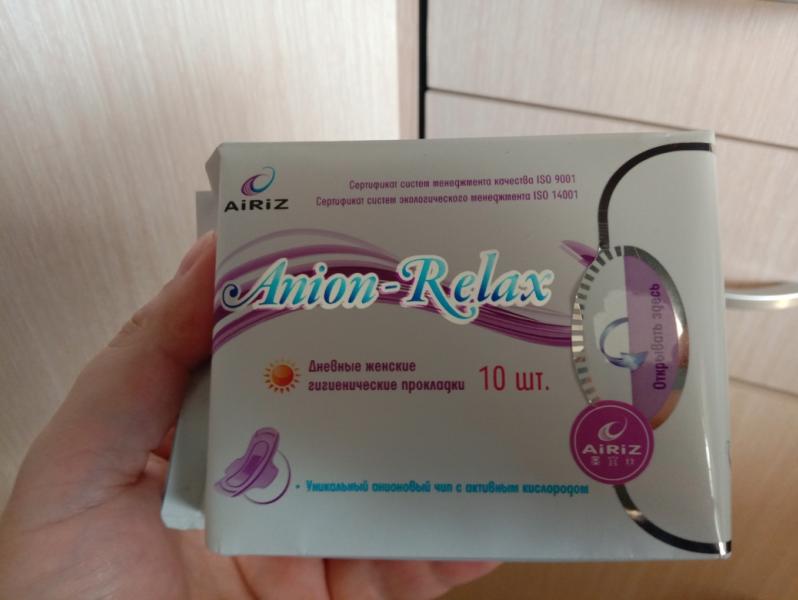 AiRiZ
Сертификат систем менеджмента качества ISO 9001
Сертификат систем экологического менеджмента ISO 14001
Anion-Relax
Дневные женские
гигиенические прокладки
10 шт.
Открывать здесь
AiRiZ
• Уникальный анионовый чип с активным кислородом